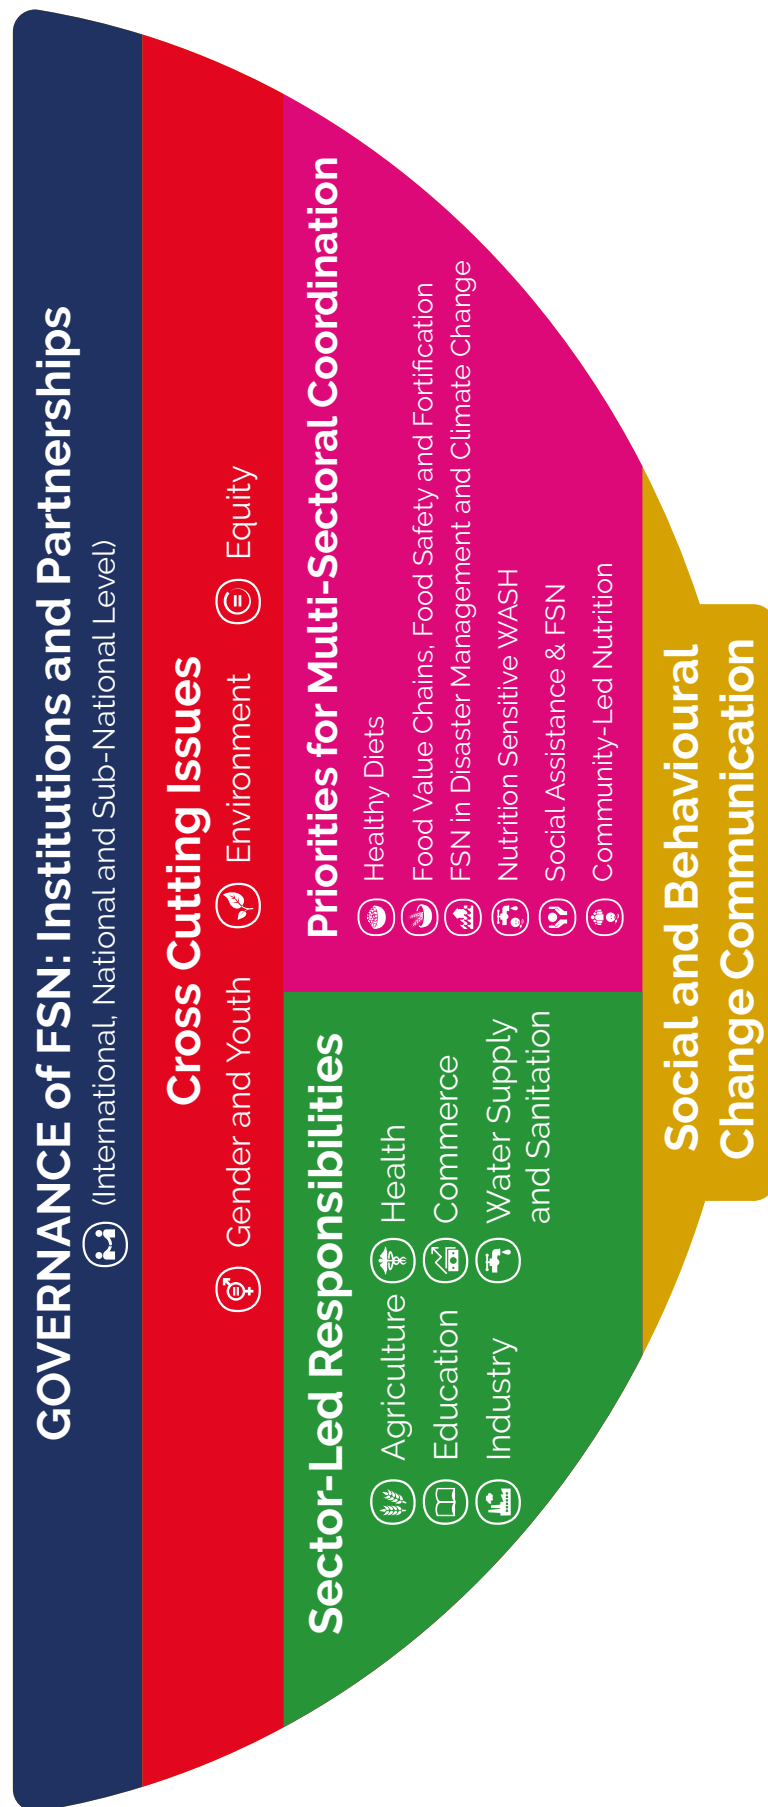 GOVERNANCE of FSN: Institutions and Partnerships
(International, National and Sub-National Level)
Cross Cutting Issues
Gender and Youth
Environment
Equity
Sector-Led Responsibilities
Agriculture
Health
Education
Commerce
Industry
Water Supply
and Sanitation
Priorities for Multi-Sectoral Coordination
Healthy Diets
Food Value Chains, Food Safety and Fortification
FSN in Disaster Management and Climate Change
Nutrition Sensitive WASH
Social Assistance & FSN
Community-Led Nutrition
Social and Behavioural
Change Communication